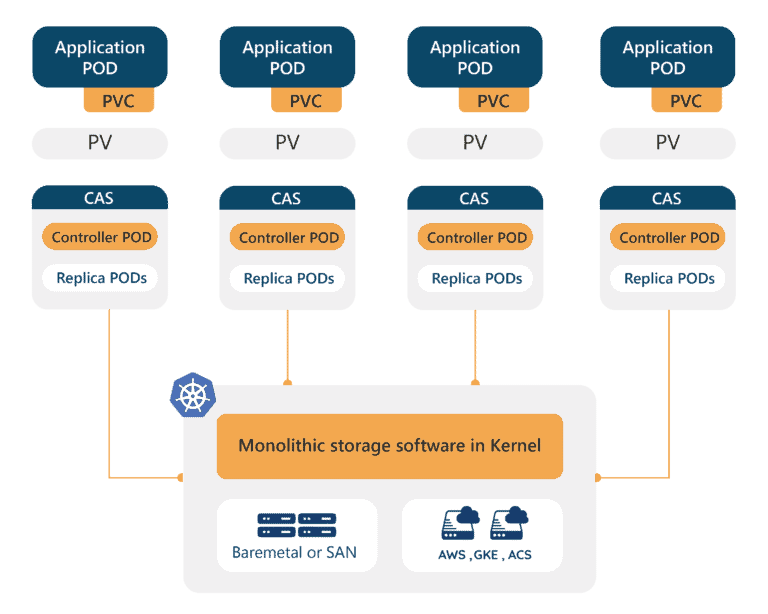 Application
POD
PVC
Application
POD
PVC
Application
POD
PVC
Application
POD
PVC
PV
PV
PV
PV
CAS
Controller POD
Replica PODs
CAS
Controller POD
Replica PODs
CAS
Controller POD
Replica PODs
CAS
Controller POD
Replica PODs
Monolithic storage software in Kernel
Baremetal or SAN
AWS , GKE , ACS